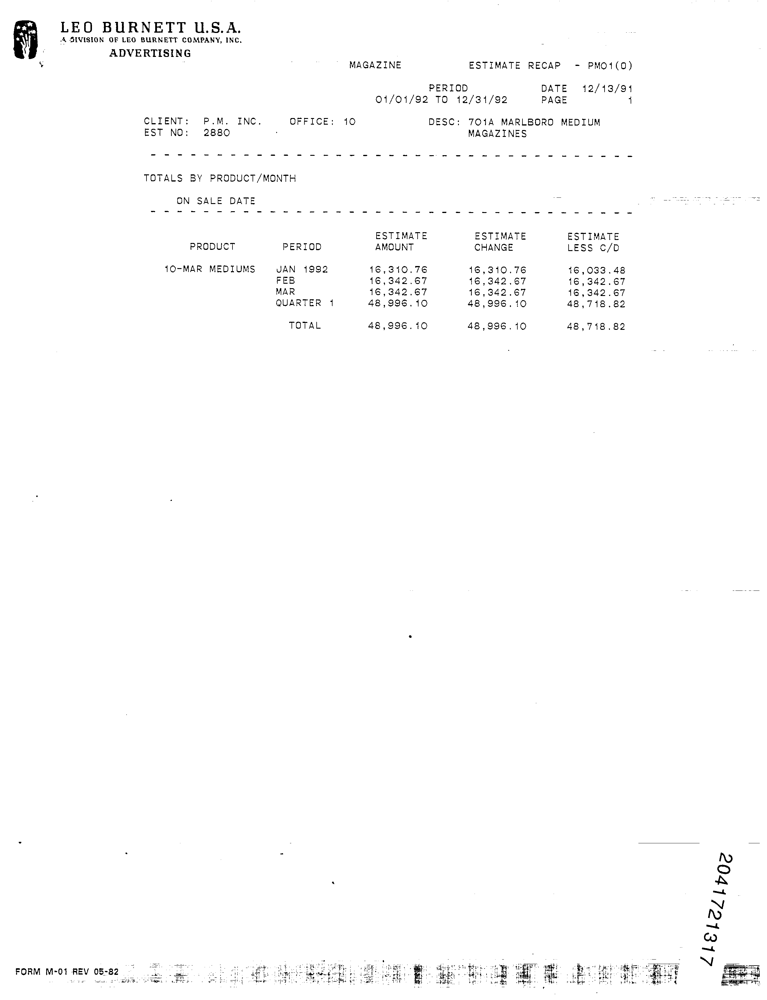 LEO BURNETT U.S.A.
A DIVISION OF LEO BURNETT COMPANY, INC.
ADVERTISING
MAGAZINE ESTIMATE RECAP - PM01(0)
PERIOD DATE 12/13/91
01/01/92 TO 12/31/92 PAGE 1
CLIENT: P.M. INC. OFFICE: 10 DESC: 701A MARLBORO MEDIUM
EST NO: 2880 MAGAZINES
TOTALS BY PRODUCT/MONTH
ON SALE DATE
ESTIMATE ESTIMATE ESTIMATE
PRODUCT PERIOD AMOUNT CHANGE LESS C/D
10-MAR MEDIUMS JAN 1992 16,310.76 16,310.76 16,033.48
FEB 16,342.67 16,342.67 16,342.67
MAR 16,342.67 16,342.67 16,342.67
QUARTER 1 48,996.10 48,996.10 48,718.82
TOTAL 48,996.10 48,996.10 48,718.82
2041721317
FORM M-01 REV 05-82